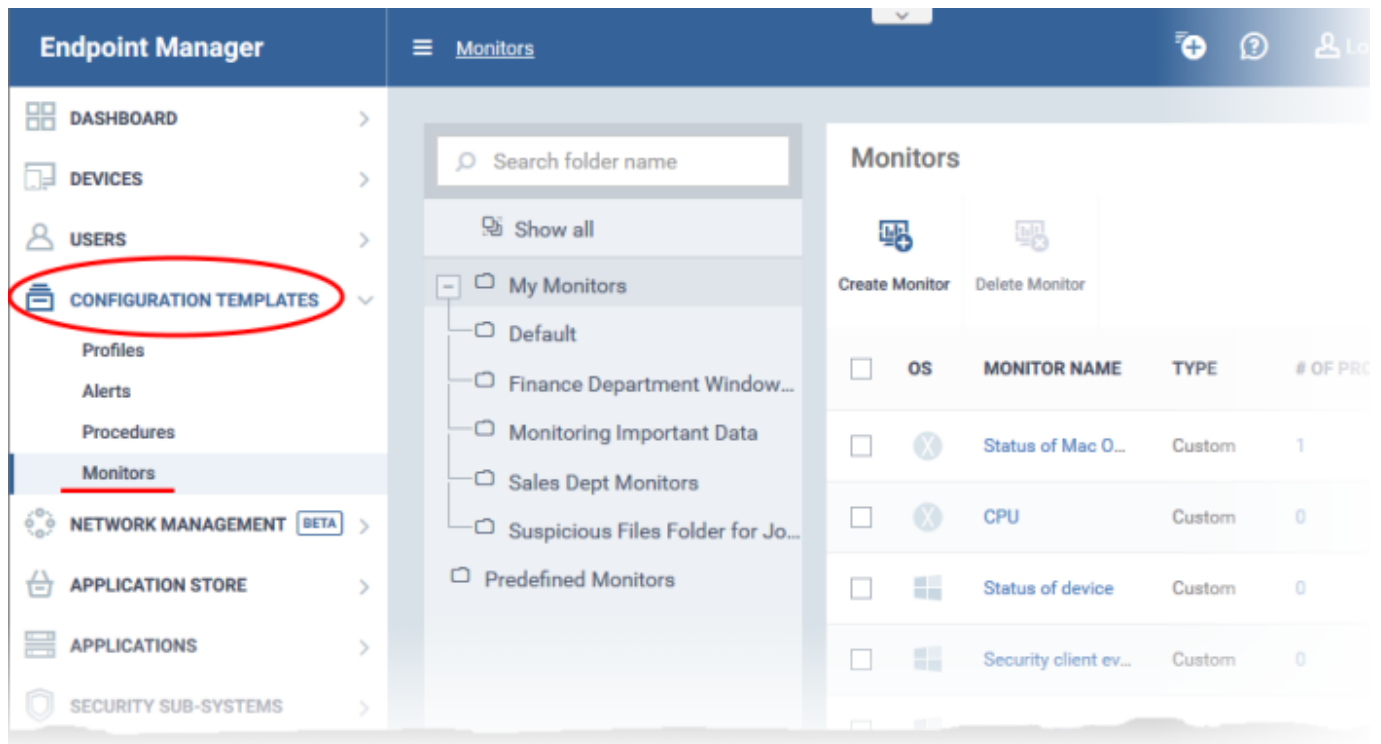 Endpoint Manager
Monitors
Lo
DASHBOARD
DEVICES
USERS
CONFIGURATION TEMPLATES
Profiles
Alerts
Procedures
Monitors
NETWORK MANAGEMENT BETA
APPLICATION STORE
APPLICATIONS
SECURITY SUB-SYSTEMS
Search folder name
Show all
My Monitors
Default
Finance Department Window...
Monitoring Important Data
Sales Dept Monitors
Suspicious Files Folder for Jo...
Predefined Monitors
Monitors
Create Monitor Delete Monitor
OS MONITOR NAME TYPE # OF PRO
Status of Mac O... Custom 1
CPU Custom 0
Status of device Custom 0
Security client ev... Custom 0